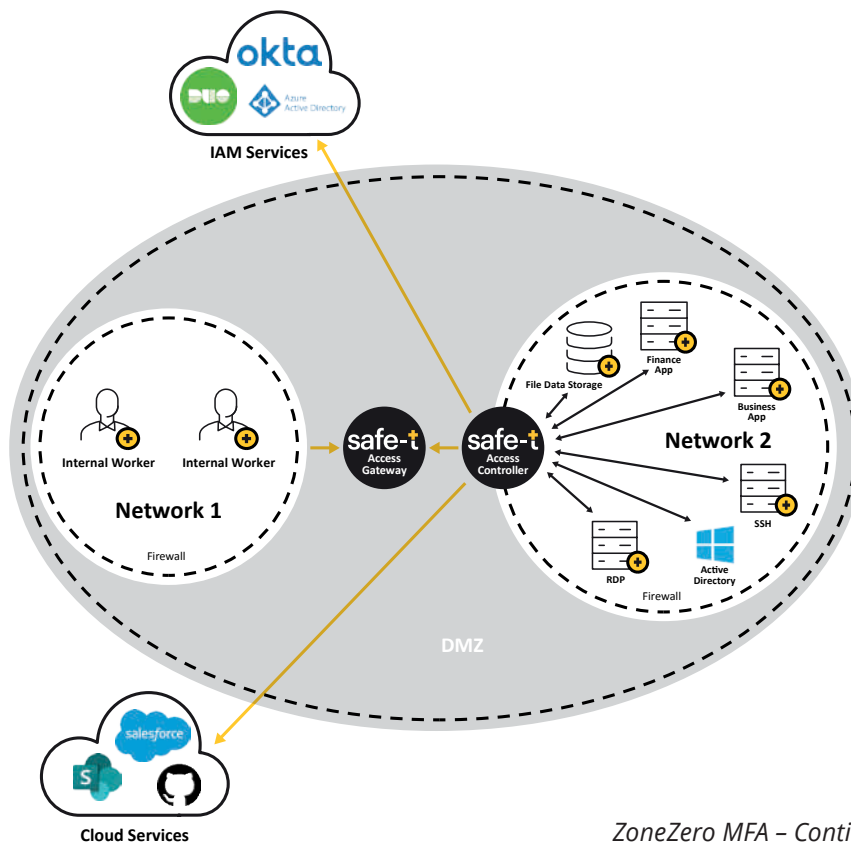 okta
DUO
Azure
Active Directory
IAM Services
File Data Storage
Finance
App
Business
App
Internal Worker
Internal Worker
safe-t
Access
Gateway
safe-t
Access
Controller
Network 2
Network 1
SSH
Firewall
RDP
Active
Directory
Firewall
DMZ
salesforce
S
Cloud Services
ZoneZero MFA – Conti